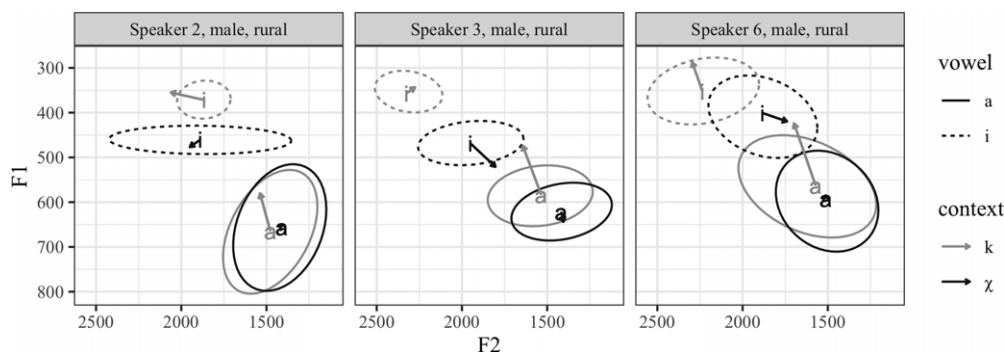 Speaker 2, male, rural
Speaker 3, male, rural
Speaker 6, male, rural
300
400
500
600
700
800
F1
i
i
a
a
i
i
a
a
i
i
a
a
2500 2000 1500
2500 2000 1500
2500 2000 1500
F2
vowel
a
i
context
k
χ